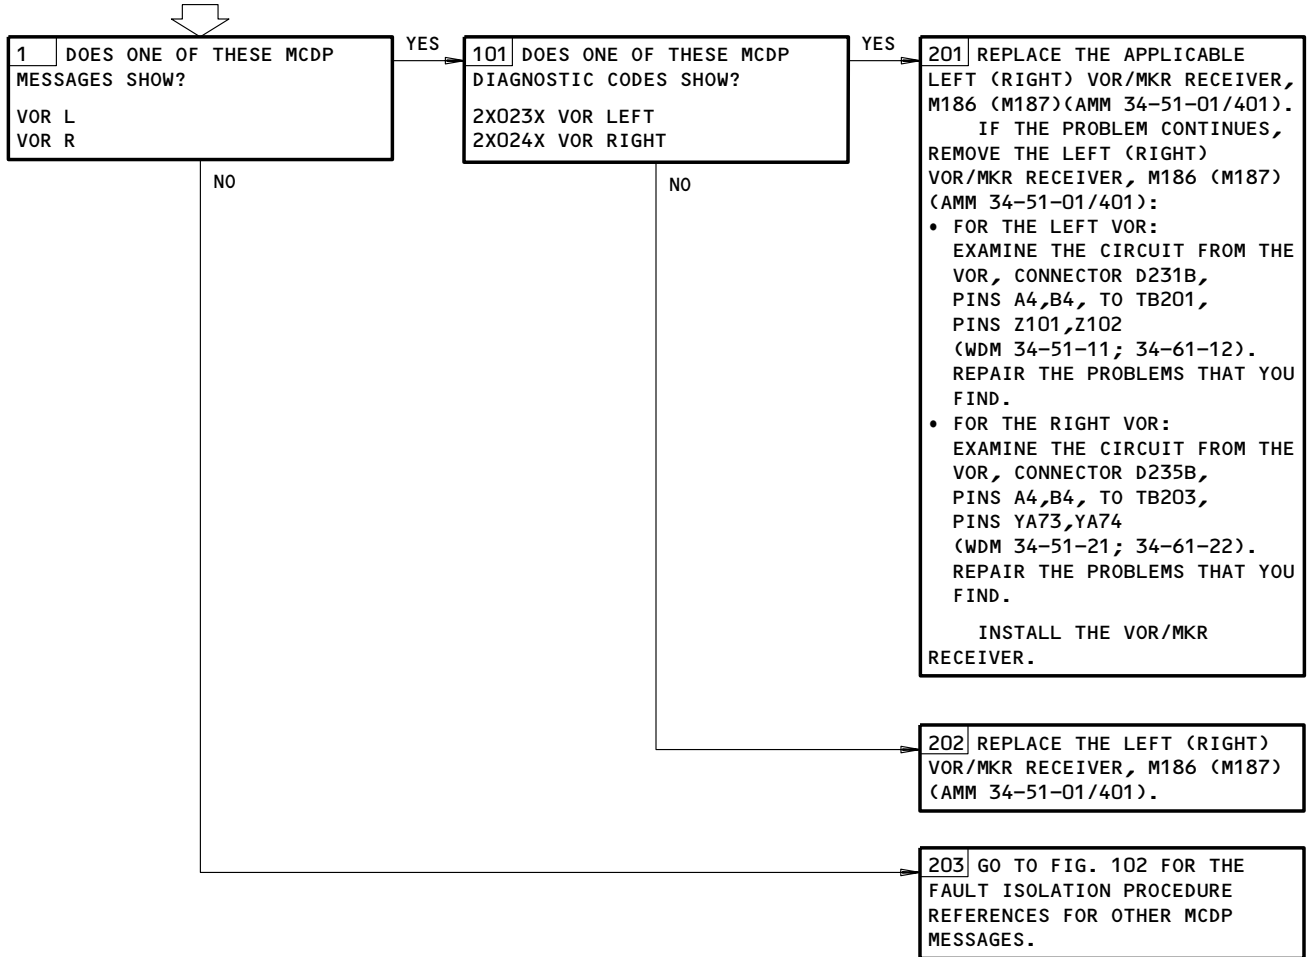 1 DOES ONE OF THESE MCDP
MESSAGES SHOW?
VOR L
VOR R
YES
NO
101 DOES ONE OF THESE MCDP
DIAGNOSTIC CODES SHOW?
2X023X VOR LEFT
2X024X VOR RIGHT
YES
NO
201 REPLACE THE APPLICABLE
LEFT (RIGHT) VOR/MKR RECEIVER,
M186 (M187)(AMM 34-51-01/401).
IF THE PROBLEM CONTINUES,
REMOVE THE LEFT (RIGHT)
VOR/MKR RECEIVER, M186 (M187)
(AMM 34-51-01/401):
• FOR THE LEFT VOR:
EXAMINE THE CIRCUIT FROM THE
VOR, CONNECTOR D231B,
PINS A4,B4, TO TB201,
PINS Z101,Z102
(WDM 34-51-11; 34-61-12).
REPAIR THE PROBLEMS THAT YOU
FIND.
• FOR THE RIGHT VOR:
EXAMINE THE CIRCUIT FROM THE
VOR, CONNECTOR D235B,
PINS A4,B4, TO TB203,
PINS YA73,YA74
(WDM 34-51-21; 34-61-22).
REPAIR THE PROBLEMS THAT YOU
FIND.
INSTALL THE VOR/MKR
RECEIVER.
202 REPLACE THE LEFT (RIGHT)
VOR/MKR RECEIVER, M186 (M187)
(AMM 34-51-01/401).
203 GO TO FIG. 102 FOR THE
FAULT ISOLATION PROCEDURE
REFERENCES FOR OTHER MCDP
MESSAGES.